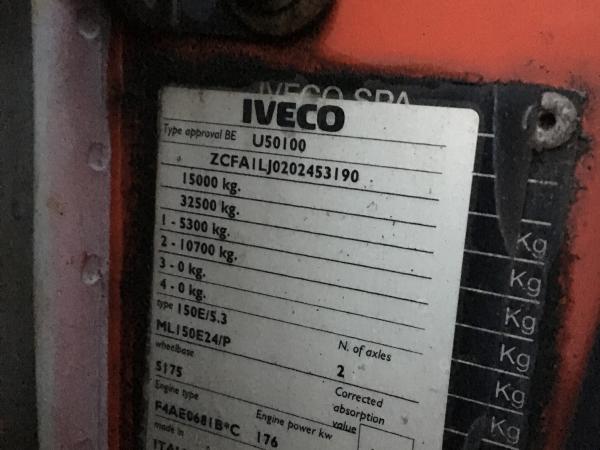 IVECO SPA
IVECO
Type approval BE U50100
ZCFA1LJ0202453190
15000 kg.
32500 kg.
1 - 5300 kg.
2 - 10700 kg.
3 - 0 kg.
4 - 0 kg.
type 150E/5.3
ML150E24/P
N. of axles
wheelbase
2
5175
Corrected
absorption
value
Engine type
Engine power kw
F4AE0681B*C 176
made in
Kg
Kg
Kg
Kg
Kg
Kg